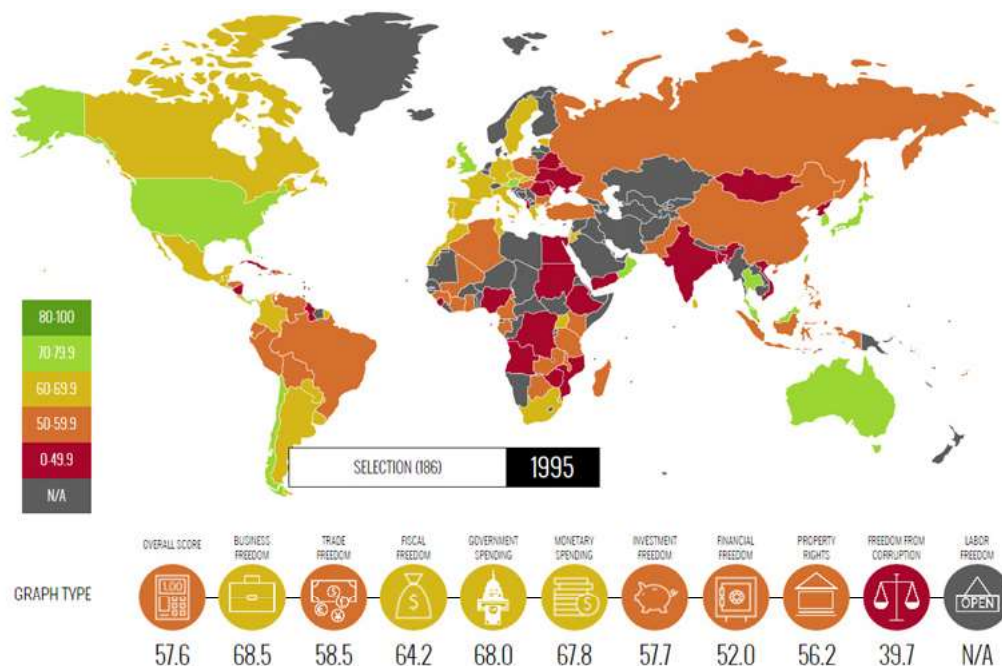 80-100
70-79.9
60-69.9
50-59.9
0-49.9
N/A
SELECTION (186)
1995
GRAPH TYPE
OVERALL SCORE
BUSINESS
FREEDOM
TRADE
FREEDOM
FISCAL
FREEDOM
GOVERNMENT
SPENDING
MONETARY
SPENDING
INVESTMENT
FREEDOM
FINANCIAL
FREEDOM
PROPERTY
RIGHTS
FREEDOM FROM
CORRUPTION
LABOR
FREEDOM
1.00
$
€
¥
$
$
OPEN
57.6
68.5
58.5
64.2
68.0
67.8
57.7
52.0
56.2
39.7
N/A